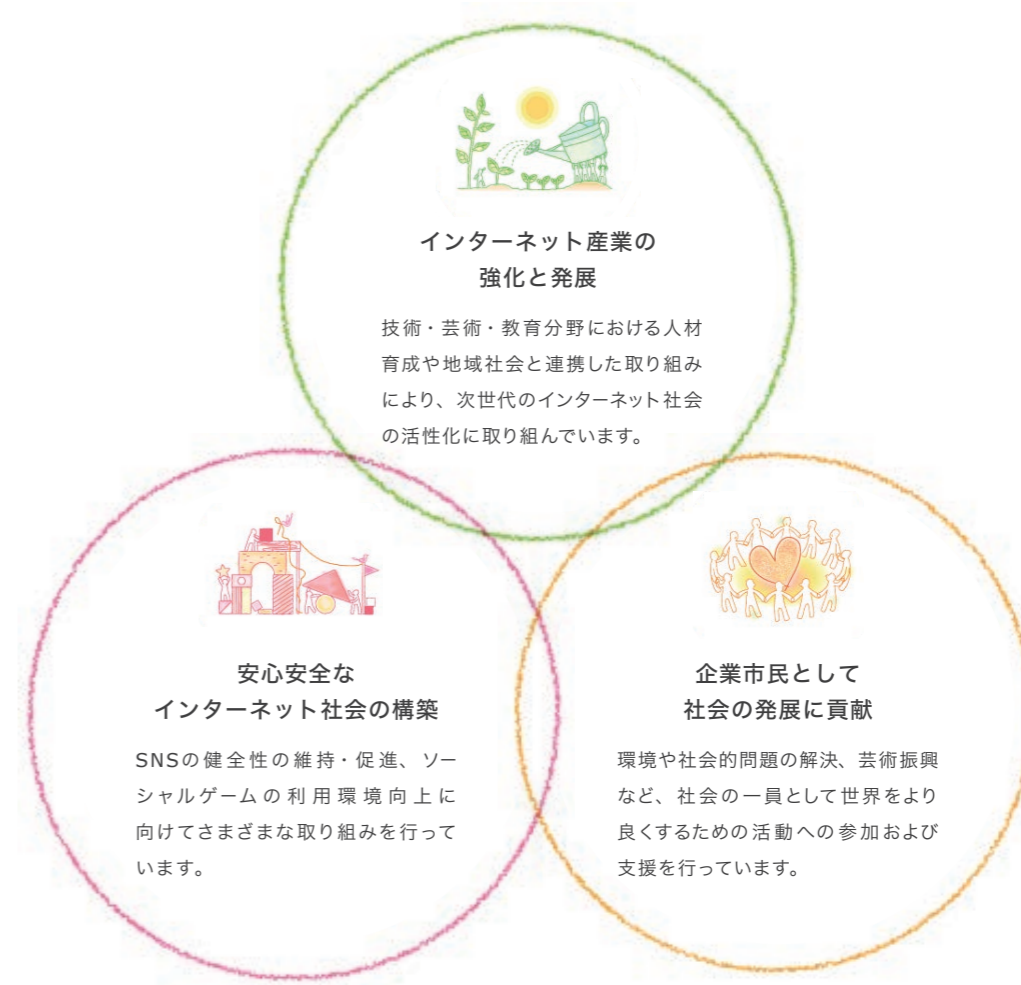 インターネット産業の
強化と発展
技術・芸術・教育分野における人材
育成や地域社会と連携した取り組み
により、次世代のインターネット社会
の活性化に取り組んでいます。
安心安全な
インターネット社会の構築
SNSの健全性の維持・促進、ソー
シャルゲームの利用環境向上に
向けてさまざまな取り組みを行って
います。
企業市民として
社会の発展に貢献
環境や社会的問題の解決、芸術振興
など、社会の一員として世界をより
良くするための活動への参加および
支援を行っています。